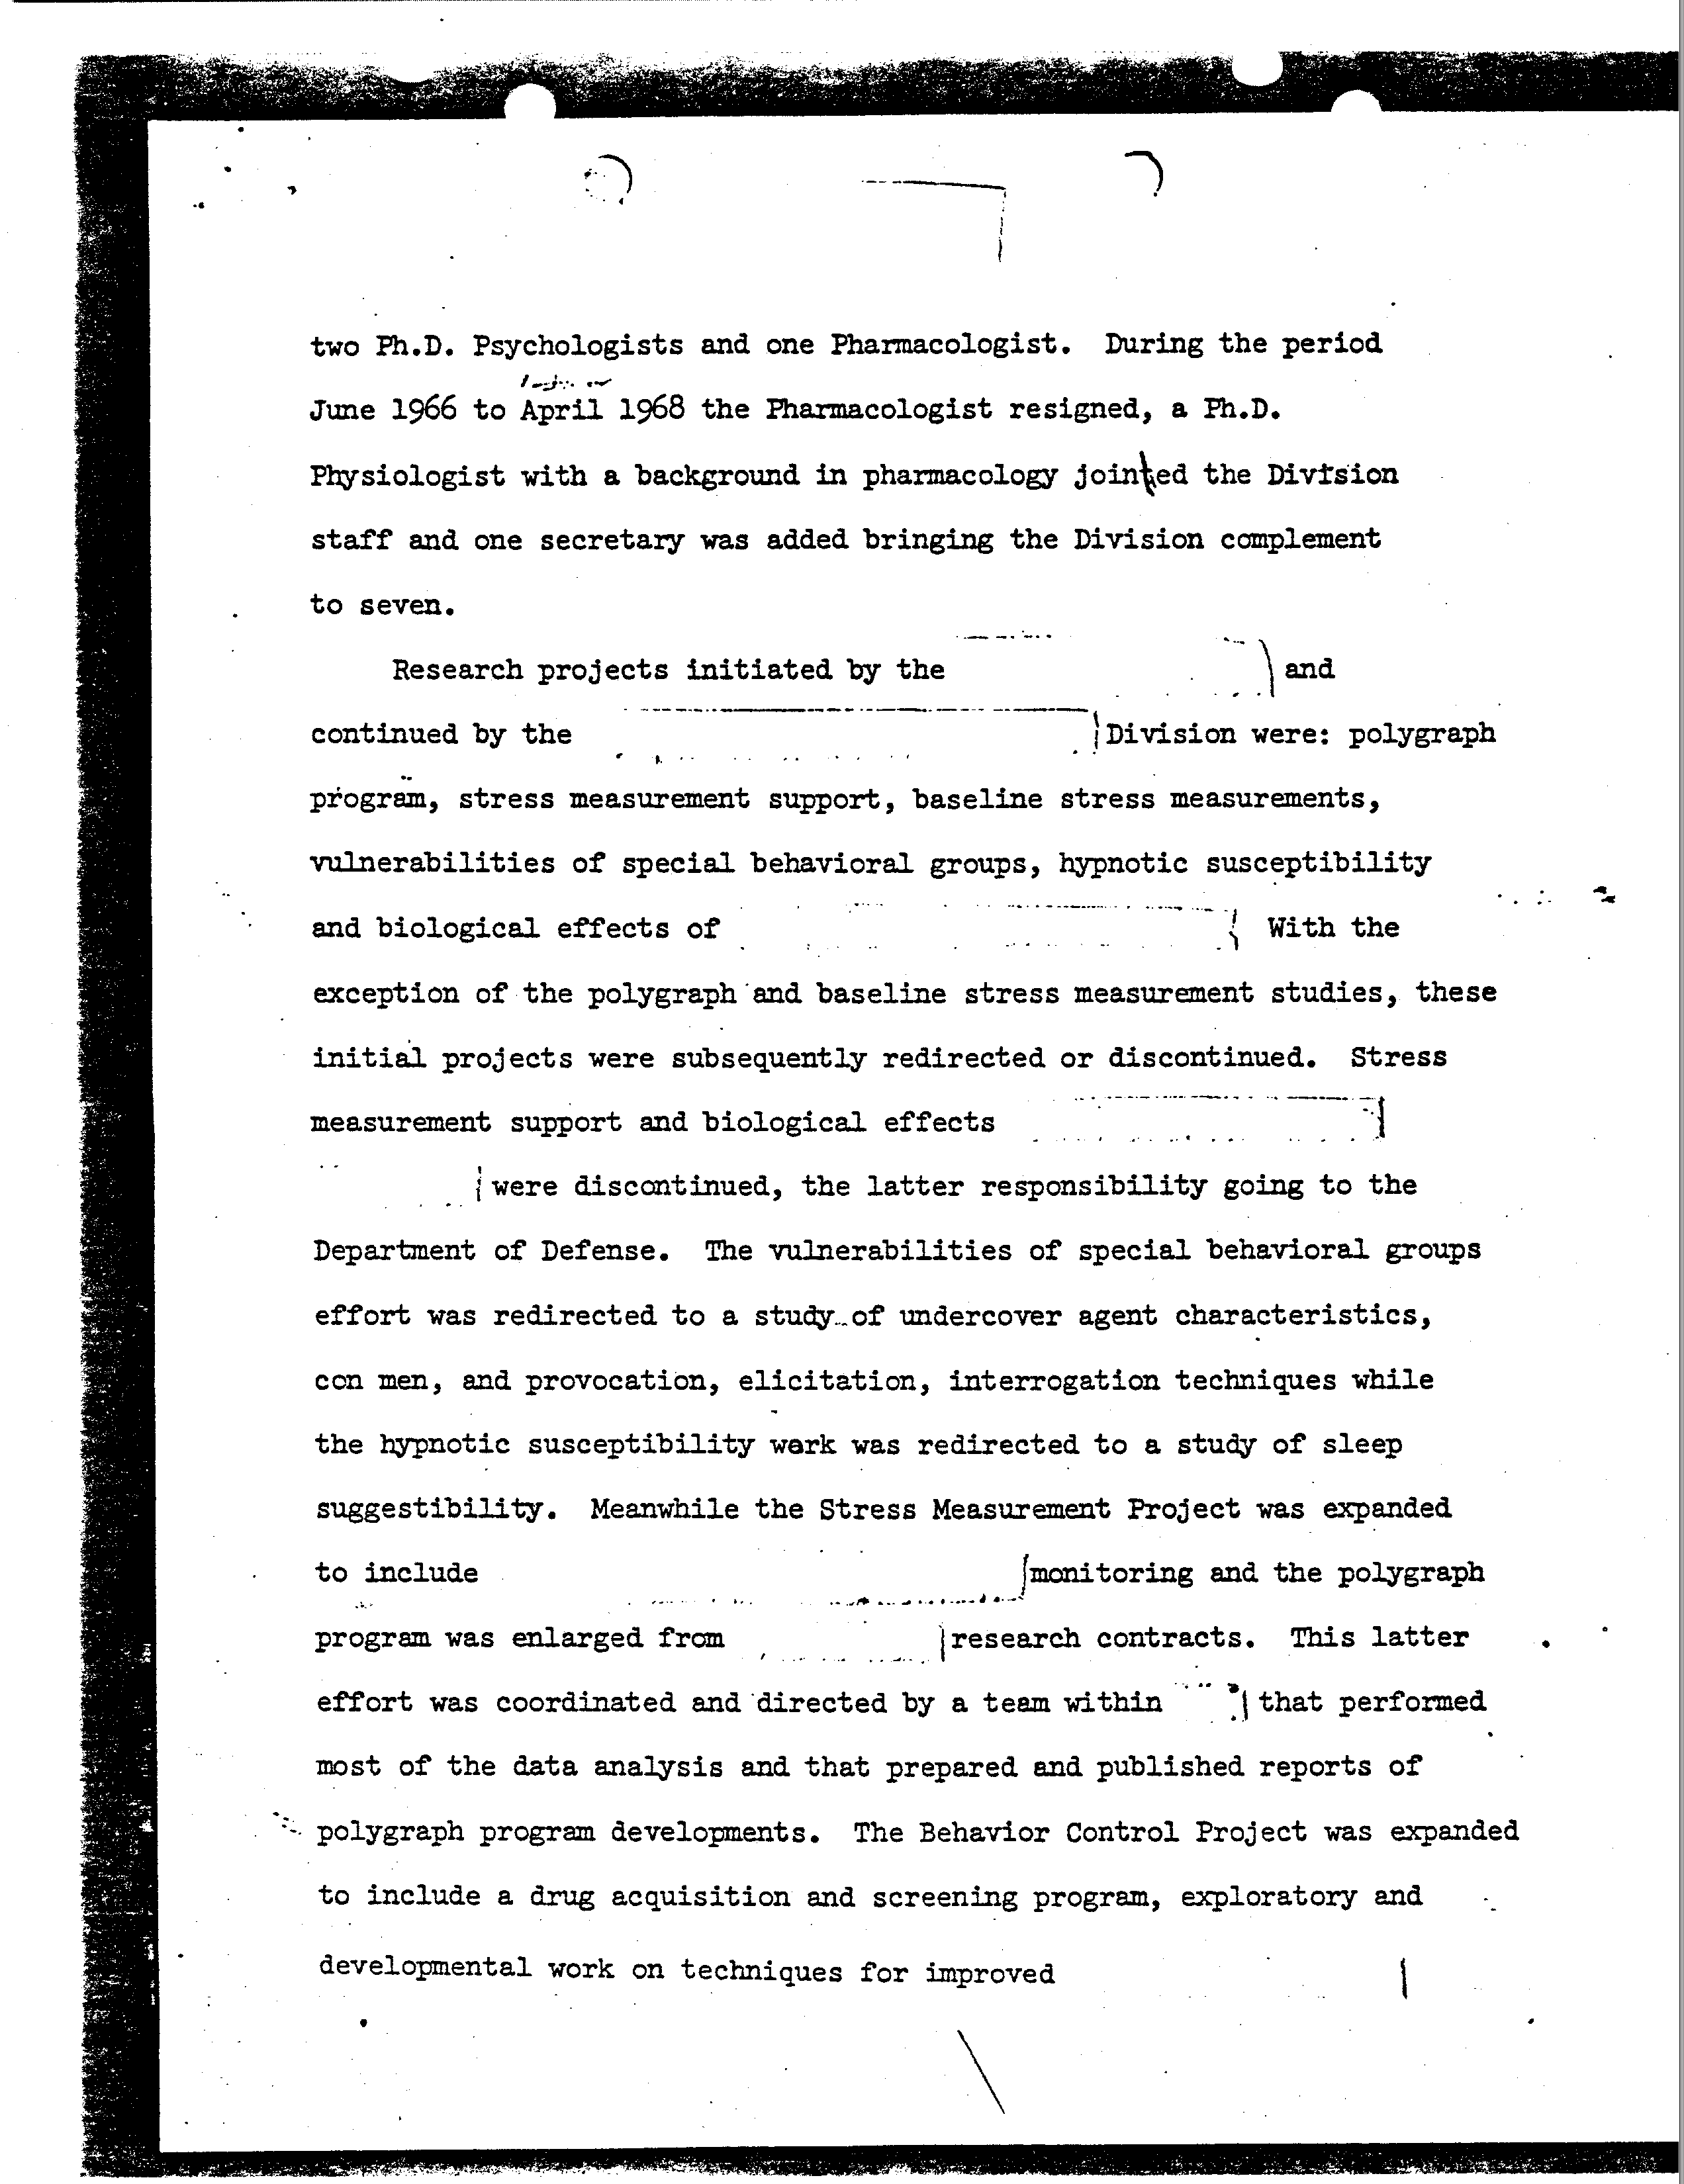 two Ph.D. Psychologists and one Pharmacologist. During the period
June 1966 to April 1968 the Pharmacologist resigned, a Ph.D.
Physiologist with a background in pharmacology jointed the Division
staff and one secretary was added bringing the Division complement
to seven.
Research projects initiated by the and
continued by the Division were: polygraph
program, stress measurement support, baseline stress measurements,
vulnerabilities of special behavioral groups, hypnotic susceptibility
and biological effects of With the
exception of the polygraph and baseline stress measurement studies, these
initial projects were subsequently redirected or discontinued. Stress
measurement support and biological effects
were discontinued, the latter responsibility going to the
Department of Defense. The vulnerabilities of special behavioral groups
effort was redirected to a study of undercover agent characteristics,
con men, and provocation, elicitation, interrogation techniques while
the hypnotic susceptibility work was redirected to a study of sleep
suggestibility. Meanwhile the Stress Measurement Project was expanded
to include monitoring and the polygraph
program was enlarged from research contracts. This latter
effort was coordinated and directed by a team within that performed
most of the data analysis and that prepared and published reports of
polygraph program developments. The Behavior Control Project was expanded
to include a drug acquisition and screening program, exploratory and
developmental work on techniques for improved